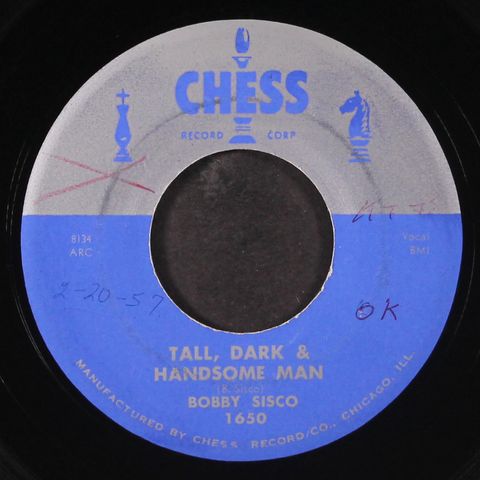 CHESS
RECORD CORP
8134
ARC
Vocal
BMI
2-20-57
OK
TALL, DARK &
HANDSOME MAN
(B. Sisco)
BOBBY SISCO
1650
MANUFACTURED BY CHESS RECORD/CO., CHICAGO, ILL.